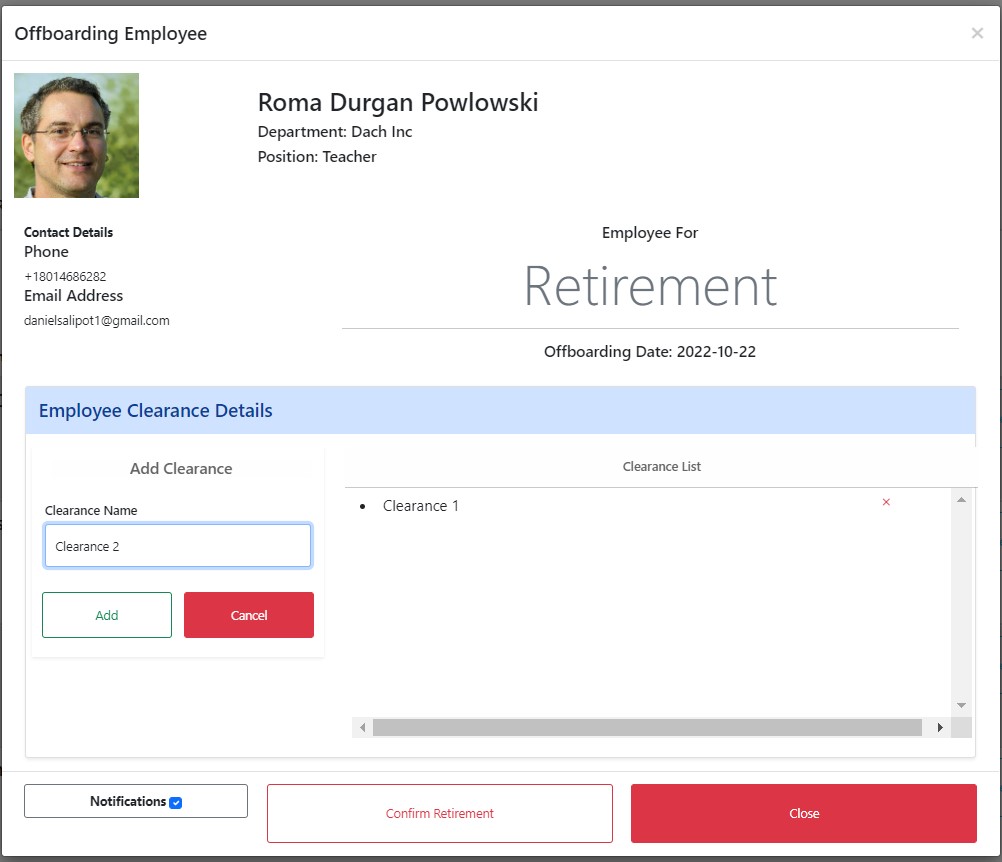 Offboarding Employee
×
Roma Durgan Powlowski
Department: Dach Inc
Position: Teacher
Contact Details
Phone
+18014686282
Email Address
danielsalipot1@gmail.com
Employee For
Retirement
Offboarding Date: 2022-10-22
Employee Clearance Details
Add Clearance
Clearance Name
Clearance 2
Add
Cancel
Clearance List
• Clearance 1 ×
Notifications
Confirm Retirement
Close